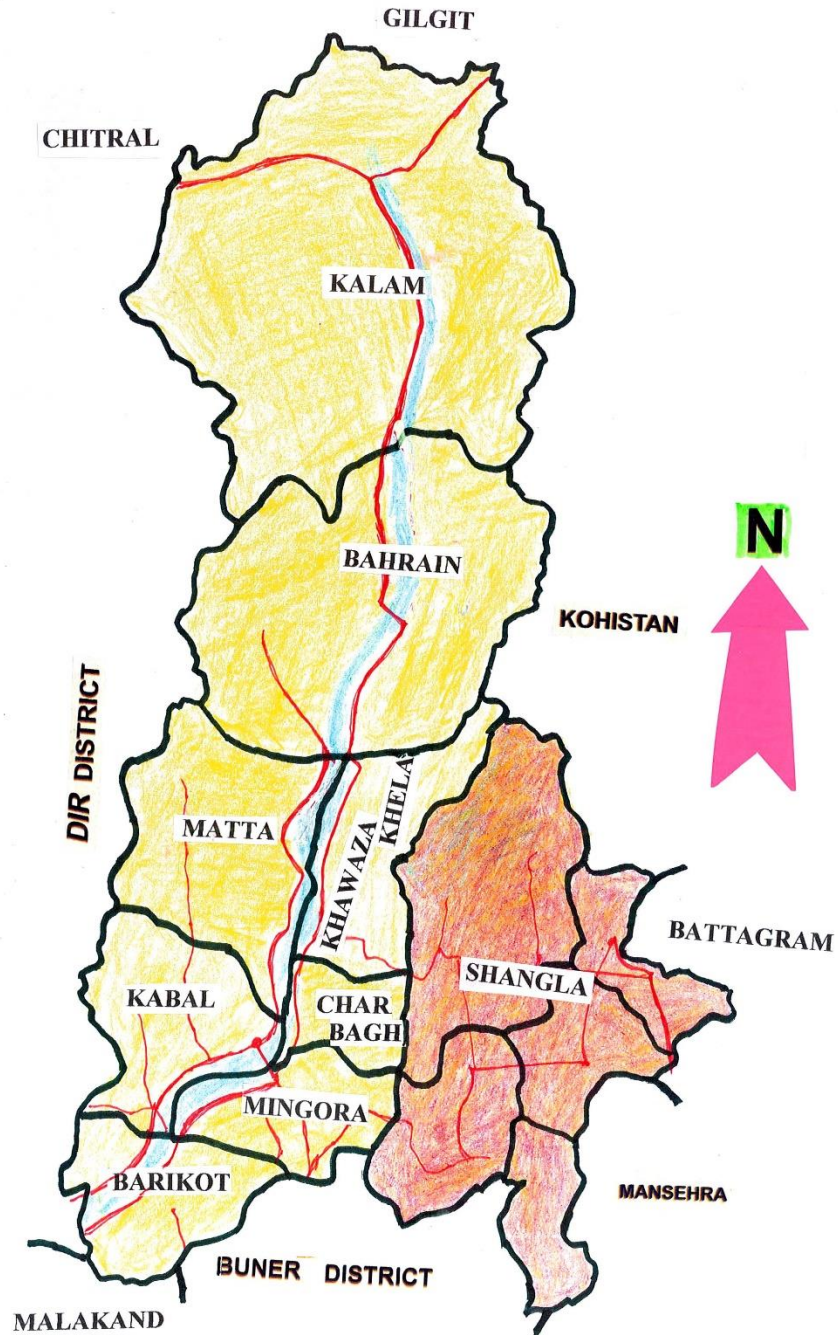 GILGIT
CHITRAL
KALAM
N
BAHRAIN
KOHISTAN
DIR DISTRICT
MATTA
KHAWAZA
KHELA
BATTAGRAM
SHANGLA
KABAL
CHAR
BAGH
MINGORA
BARIKOT
MANSEHRA
BUNER DISTRICT
MALAKAND